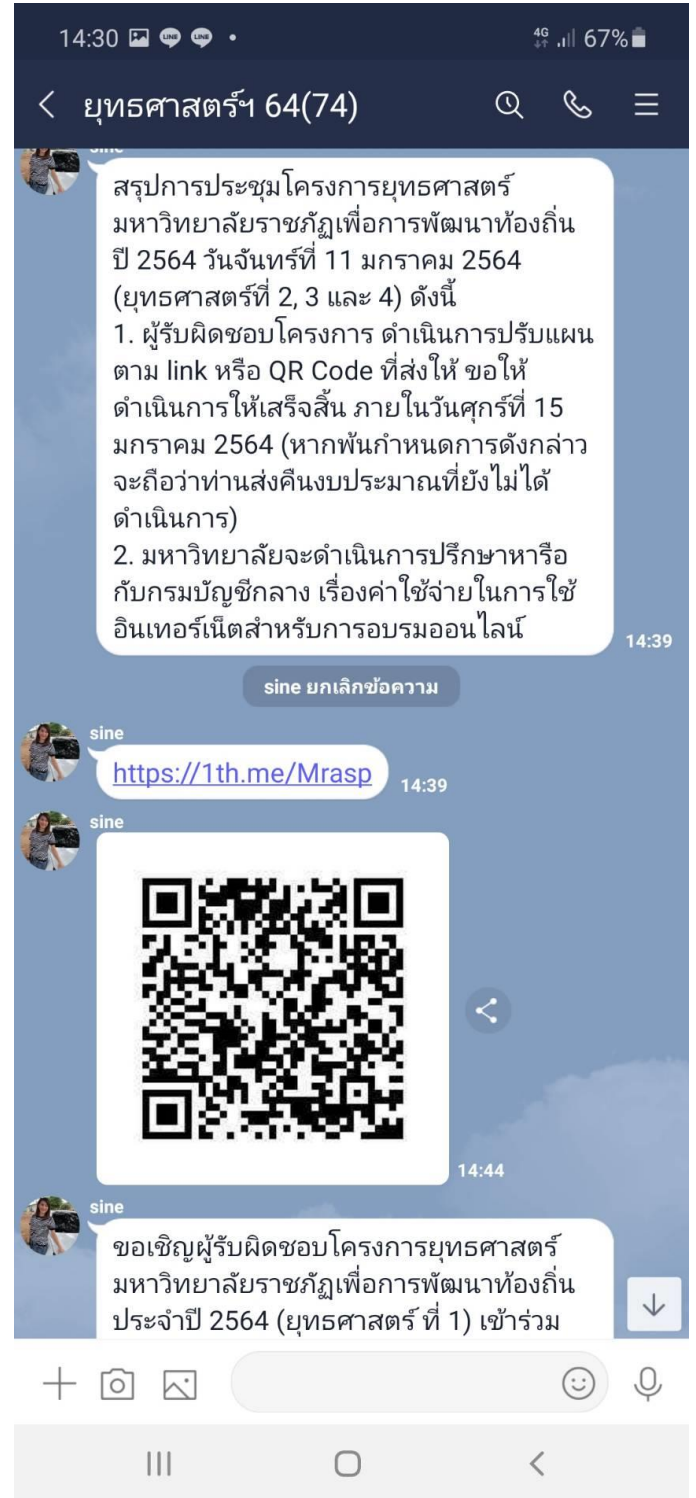 14:30 LINE LINE 4G 67%
ยุทธศาสตร์ฯ 64(74)
สรุปการประชุมโครงการยุทธศาสตร์
มหาวิทยาลัยราชภัฏเพื่อการพัฒนาท้องถิ่น
ปี 2564 วันจันทร์ที่ 11 มกราคม 2564
(ยุทธศาสตร์ที่ 2, 3 และ 4) ดังนี้
1. ผู้รับผิดชอบโครงการ ดำเนินการปรับแผน
ตาม link หรือ QR Code ที่ส่งให้ ขอให้
ดำเนินการให้เสร็จสิ้น ภายในวันศุกร์ที่ 15
มกราคม 2564 (หากพ้นกำหนดการดังกล่าว
จะถือว่าท่านส่งคืนงบประมาณที่ยังไม่ได้
ดำเนินการ)
2. มหาวิทยาลัยจะดำเนินการปรึกษาหารือ
กับกรมบัญชีกลาง เรื่องค่าใช้จ่ายในการใช้
อินเทอร์เน็ตสำหรับการอบรมออนไลน์
14:39
sine ยกเลิกข้อความ
sine
https://1th.me/Mrasp
14:39
sine
14:44
sine
ขอเชิญผู้รับผิดชอบโครงการยุทธศาสตร์
มหาวิทยาลัยราชภัฏเพื่อการพัฒนาท้องถิ่น
ประจำปี 2564 (ยุทธศาสตร์ ที่ 1) เข้าร่วม